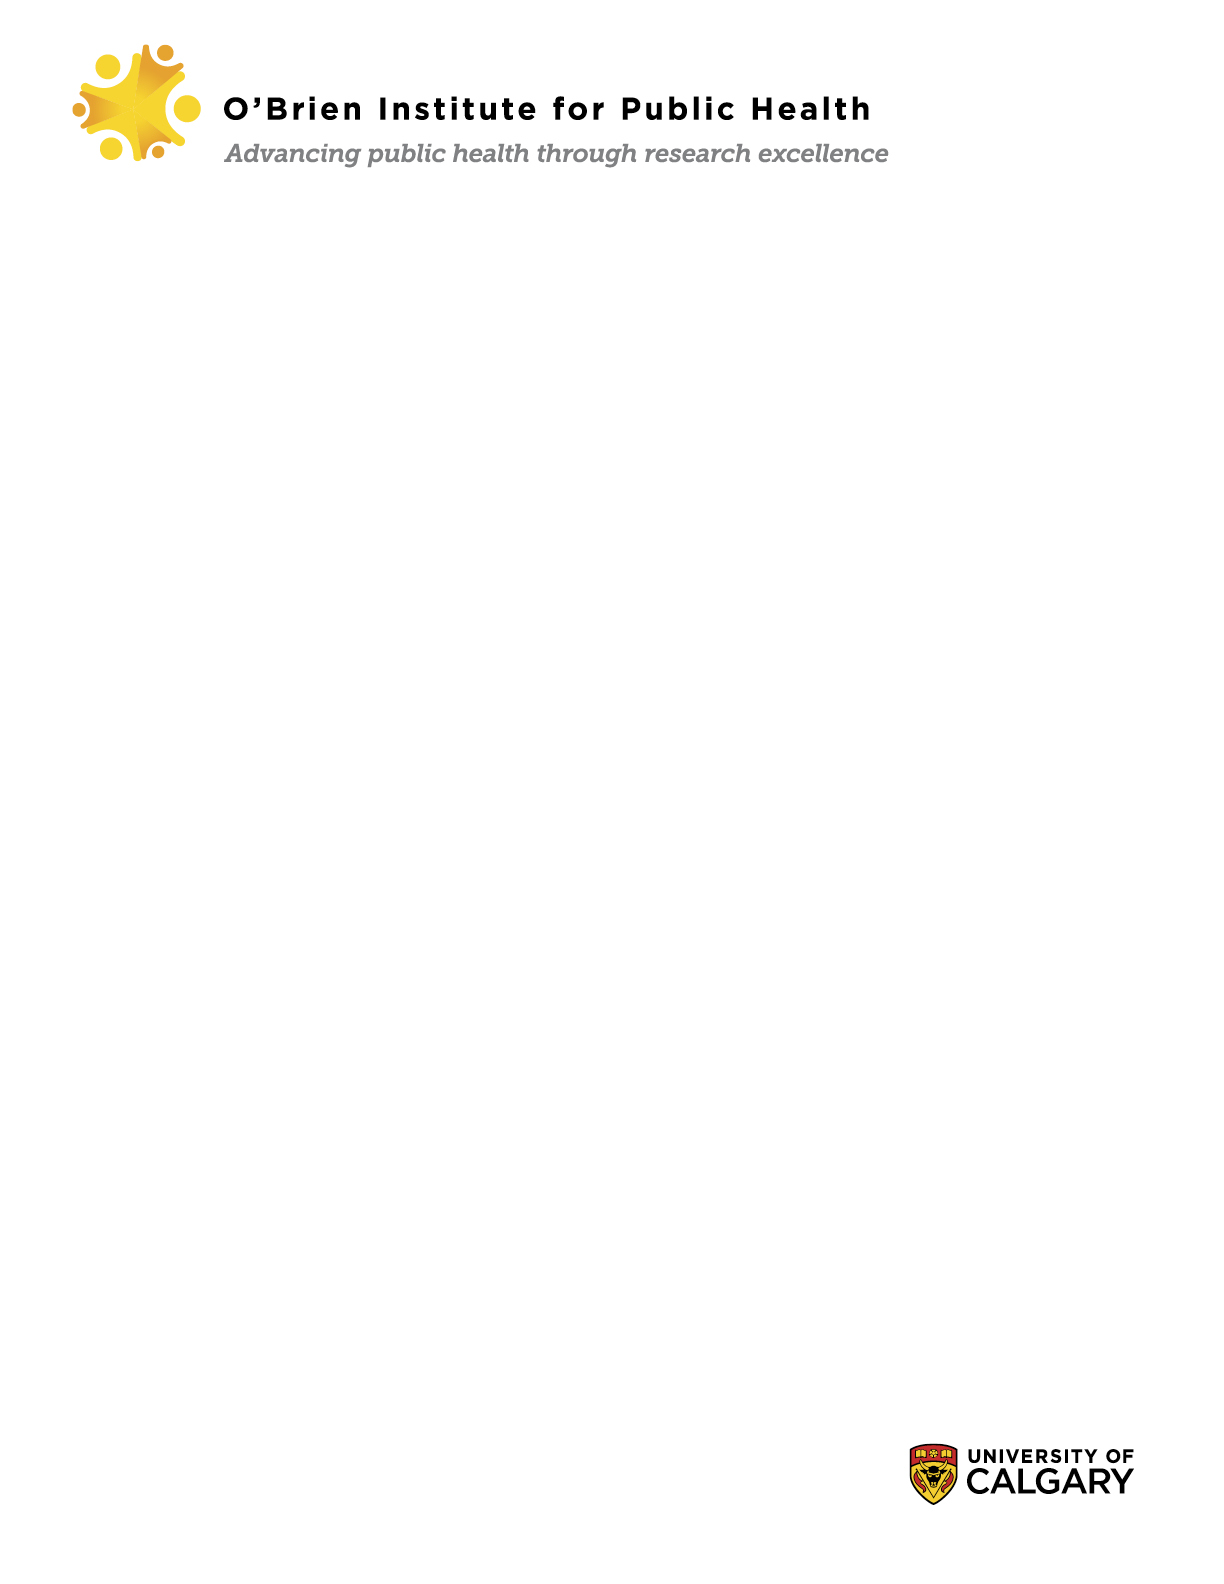 O’Brien Institute for Public Health
Advancing public health through research excellence
UNIVERSITY OF
CALGARY